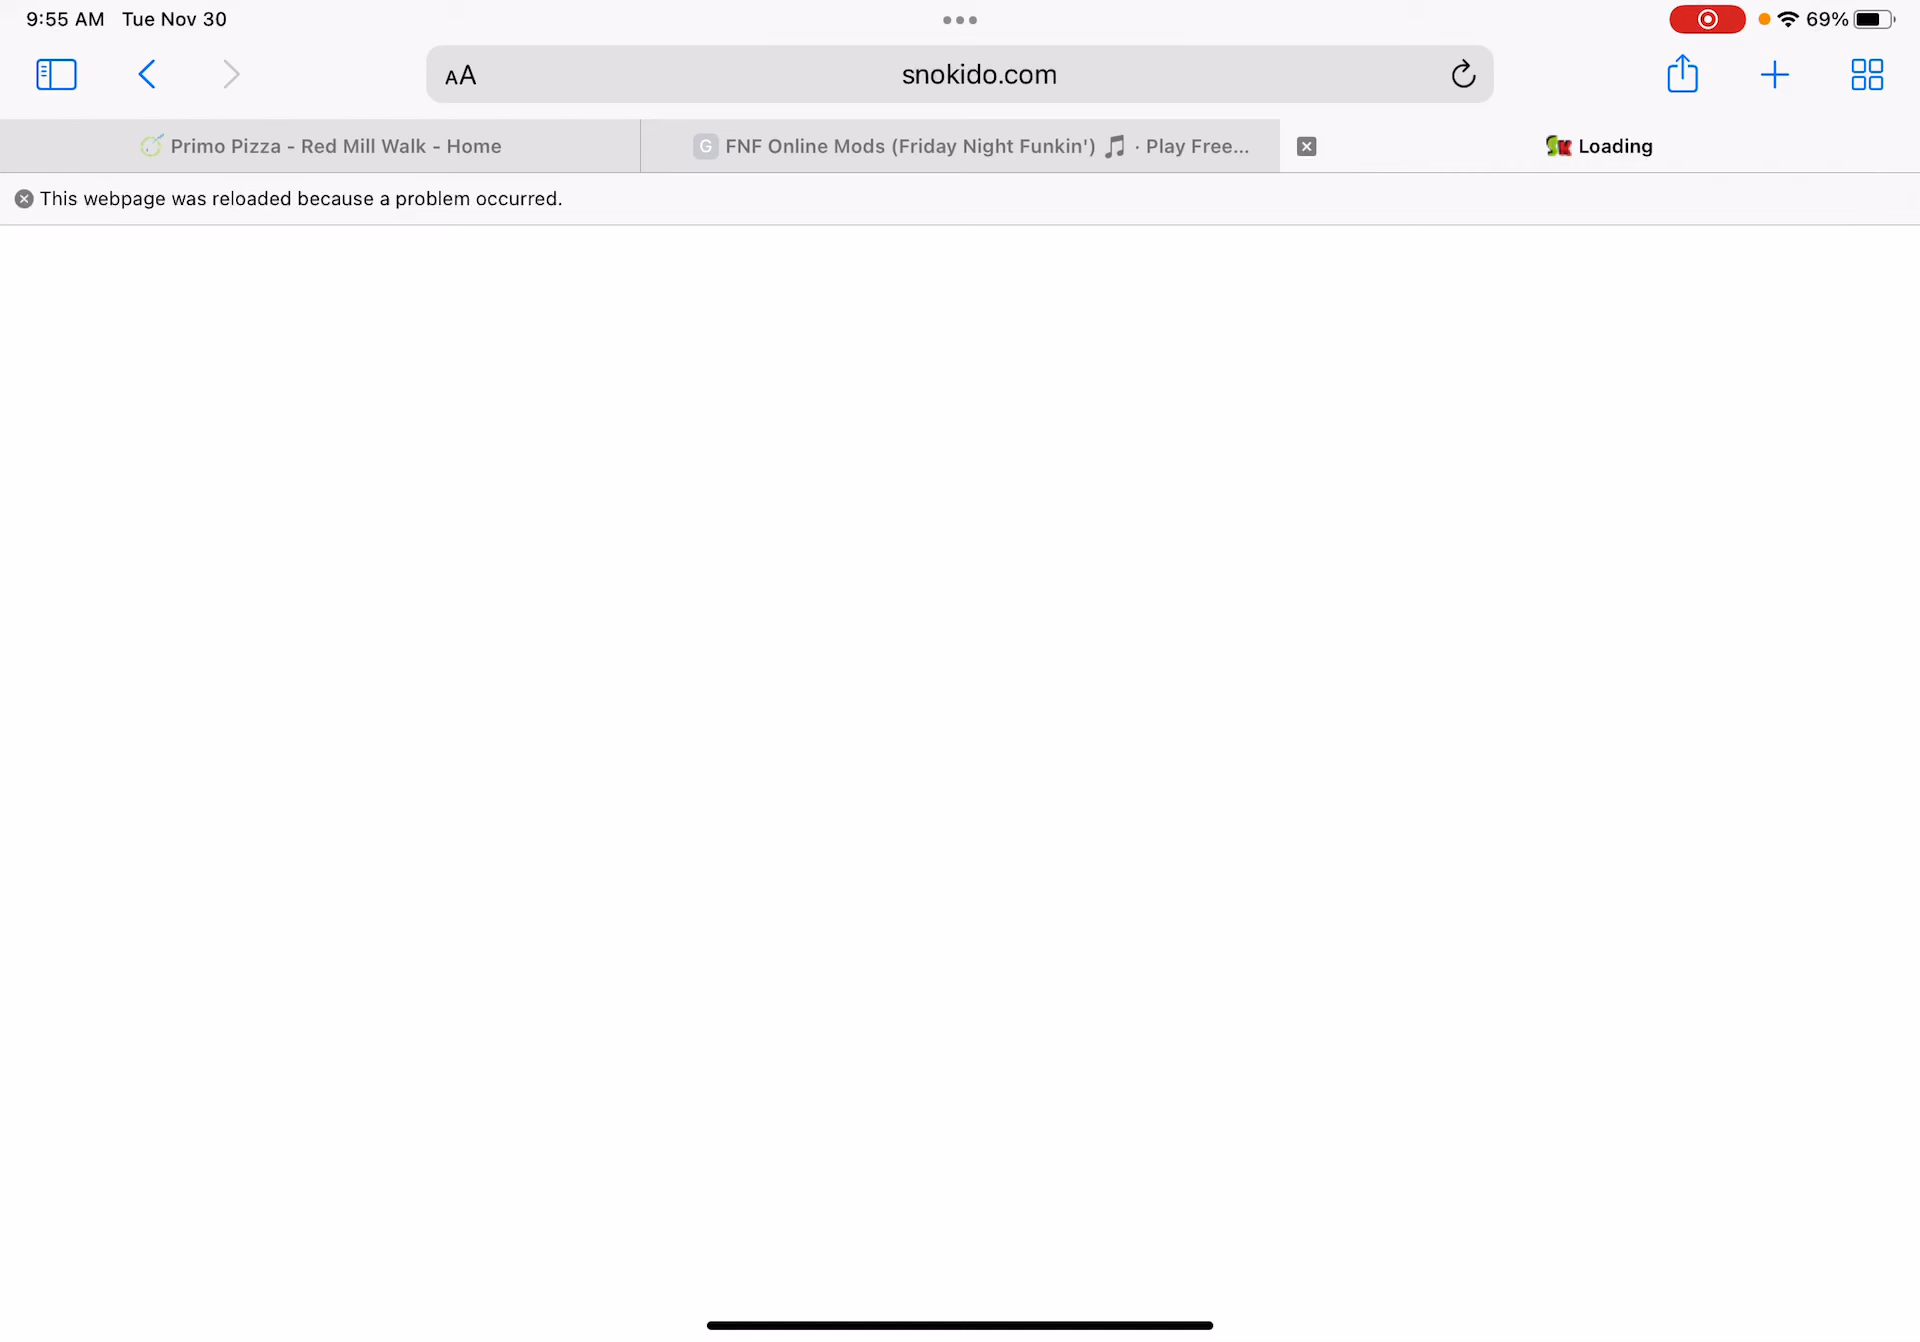 9:55 AM Tue Nov 30
69%
AA
snokido.com
Primo Pizza - Red Mill Walk - Home
G FNF Online Mods (Friday Night Funkin') 🎵 · Play Free...
SK Loading
This webpage was reloaded because a problem occurred.